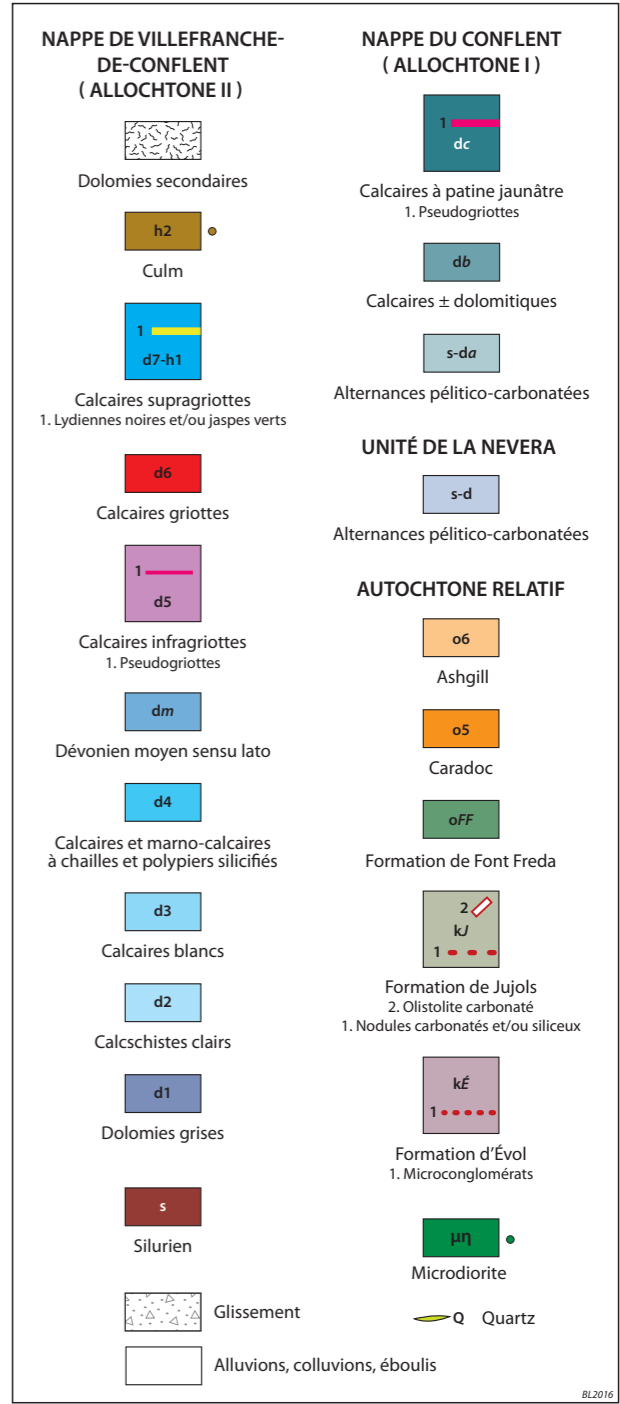 NAPPE DE VILLEFRANCHE-
DE-CONFLENT
( ALLOCHTONE II )
Dolomies secondaires
h2
Culm
1
d7-h1
Calcaires supragriottes
1. Lydiennes noires et/ou jaspes verts
d6
Calcaires griottes
1
d5
Calcaires infragriottes
1. Pseudogriottes
dm
Dévonien moyen sensu lato
d4
Calcaires et marno-calcaires
à chailles et polypiers silicifiés
d3
Calcaires blancs
d2
Calcschistes clairs
d1
Dolomies grises
s
Silurien
Glissement
Alluvions, colluvions, éboulis
NAPPE DU CONFLENT
( ALLOCHTONE I )
1
dc
Calcaires à patine jaunâtre
1. Pseudogriottes
db
Calcaires ± dolomitiques
s-da
Alternances pélitico-carbonatées
UNITÉ DE LA NEVERA
s-d
Alternances pélitico-carbonatées
AUTOCHTONE RELATIF
o6
Ashgill
o5
Caradoc
oFF
Formation de Font Freda
2
kJ
1
Formation de Jujols
2. Olistolite carbonaté
1. Nodules carbonatés et/ou siliceux
kÉ
1
Formation d'Évol
1. Microconglomérats
µη
Microdiorite
Q Quartz
BL2016